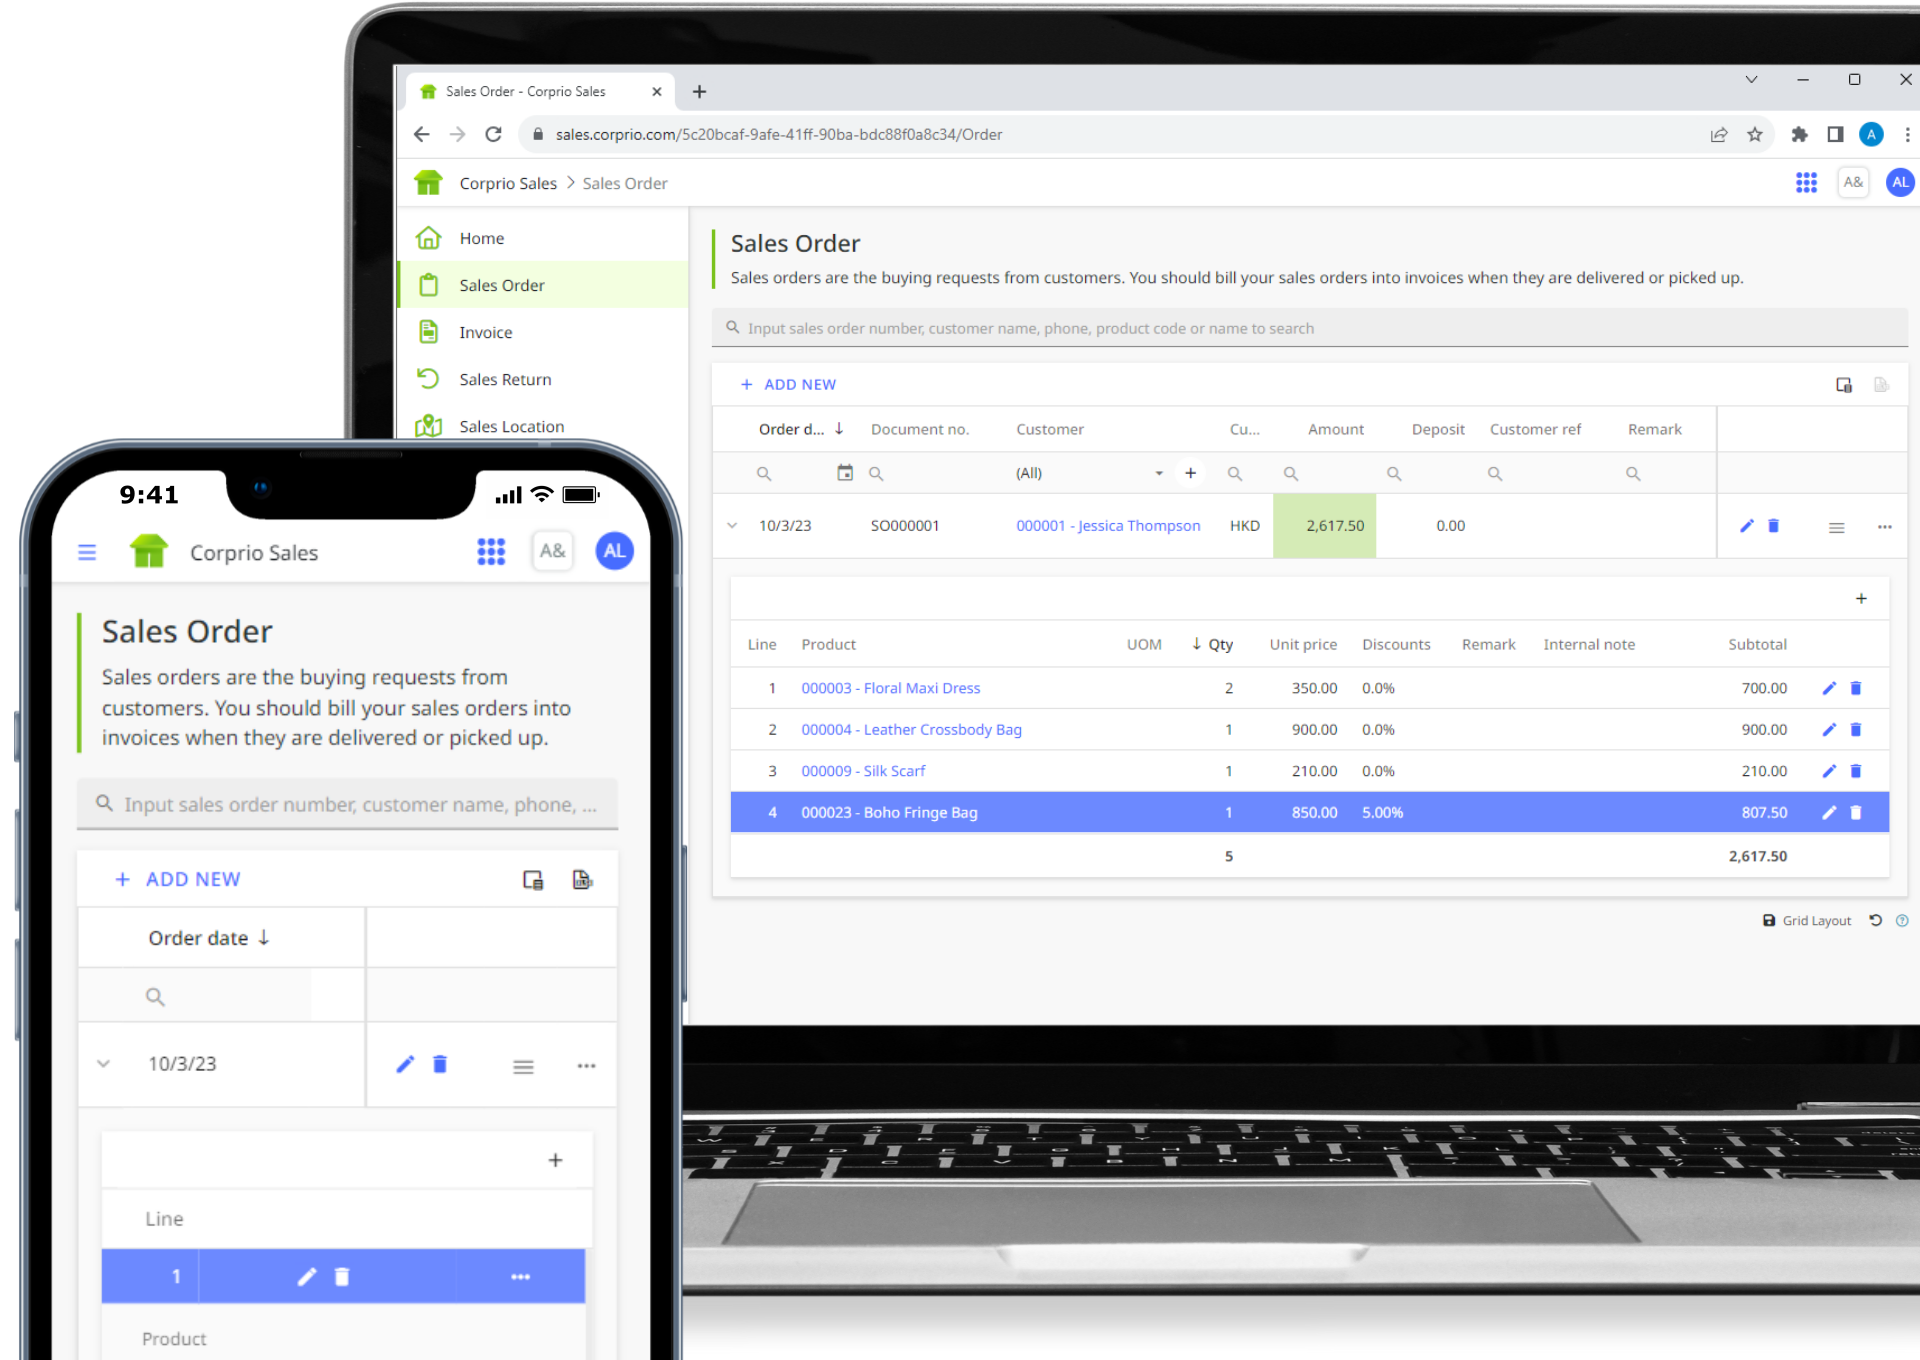 Sales Order - Corprio Sales
sales.corprio.com/5c20bcaf-9afe-41ff-90ba-bdc88f0a8c34/Order
A
Corprio Sales > Sales Order
A& AL
Home
Sales Order
Invoice
Sales Return
Sales Location
Sales Order
Sales orders are the buying requests from customers. You should bill your sales orders into invoices when they are delivered or picked up.
Input sales order number, customer name, phone, product code or name to search
+ ADD NEW
Order d... ↓ Document no. Customer Cu... Amount Deposit Customer ref Remark
(All) +
10/3/23 SO000001 000001 - Jessica Thompson HKD 2,617.50 0.00 ...
+
Line Product UOM ↓ Qty Unit price Discounts Remark Internal note Subtotal
1 000003 - Floral Maxi Dress 2 350.00 0.0% 700.00
2 000004 - Leather Crossbody Bag 1 900.00 0.0% 900.00
3 000009 - Silk Scarf 1 210.00 0.0% 210.00
4 000023 - Boho Fringe Bag 1 850.00 5.00% 807.50
5 2,617.50
Grid Layout
9:41
Corprio Sales A& AL
Sales Order
Sales orders are the buying requests from
customers. You should bill your sales orders into
invoices when they are delivered or picked up.
Input sales order number, customer name, phone, ...
+ ADD NEW
Order date ↓
10/3/23 ...
+
Line
1 ...
Product